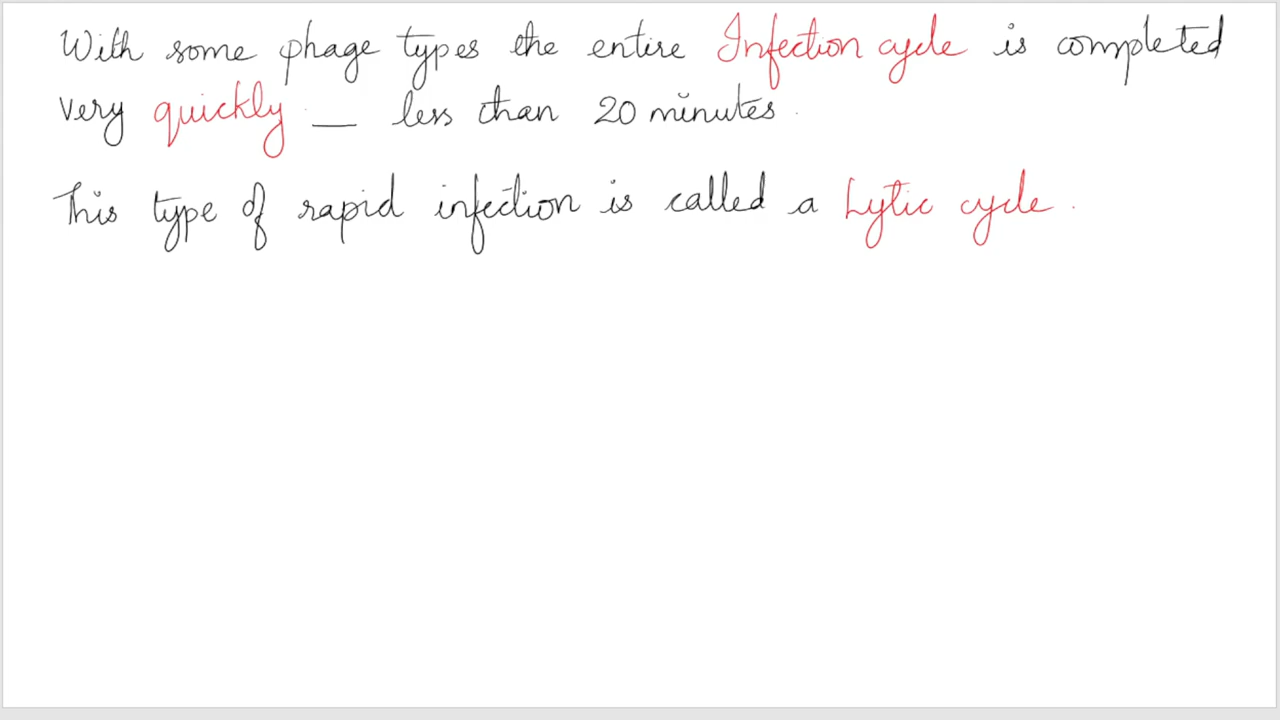 With some phage types the entire Infection cycle is completed
very quickly — less than 20 minutes.
This type of rapid infection is called a Lytic cycle.